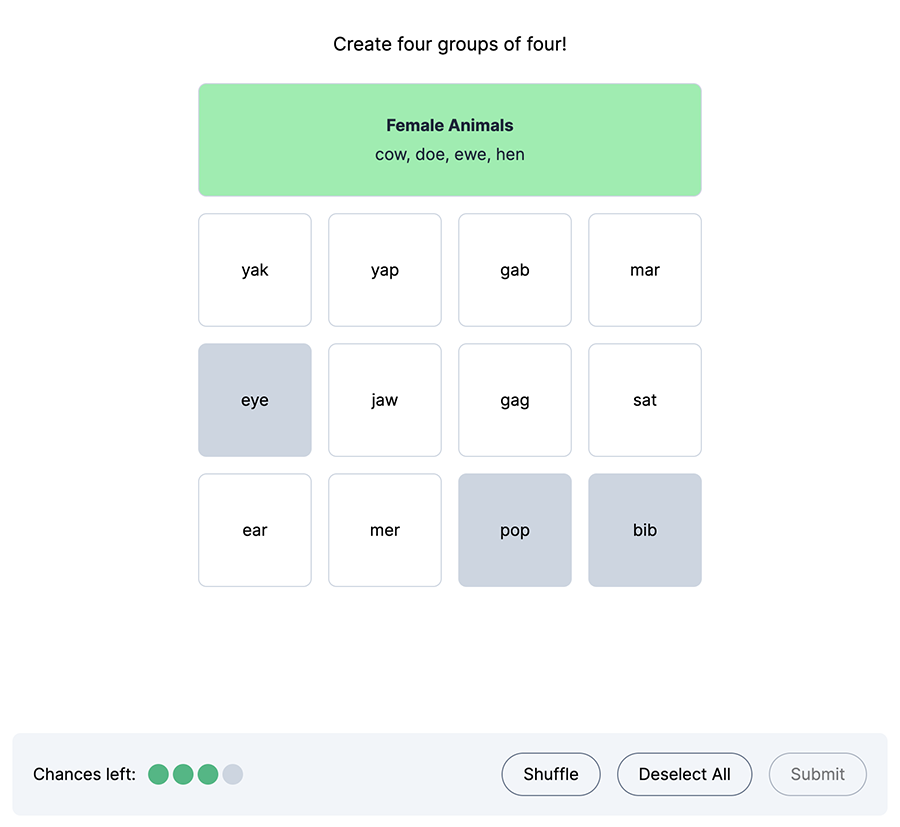 Create four groups of four!
Female Animals
cow, doe, ewe, hen
yak yap gab mar
eye jaw gag sat
ear mer pop bib
Chances left: Shuffle Deselect All Submit